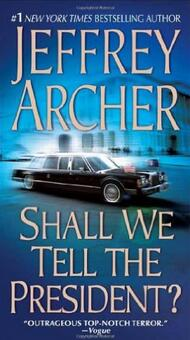 #1 NEW YORK TIMES BESTSELLING AUTHOR
JEFFREY
ARCHER
SHALL WE
TELL THE
PRESIDENT?
"OUTRAGEOUS TOP-NOTCH TERROR."
—Vogue